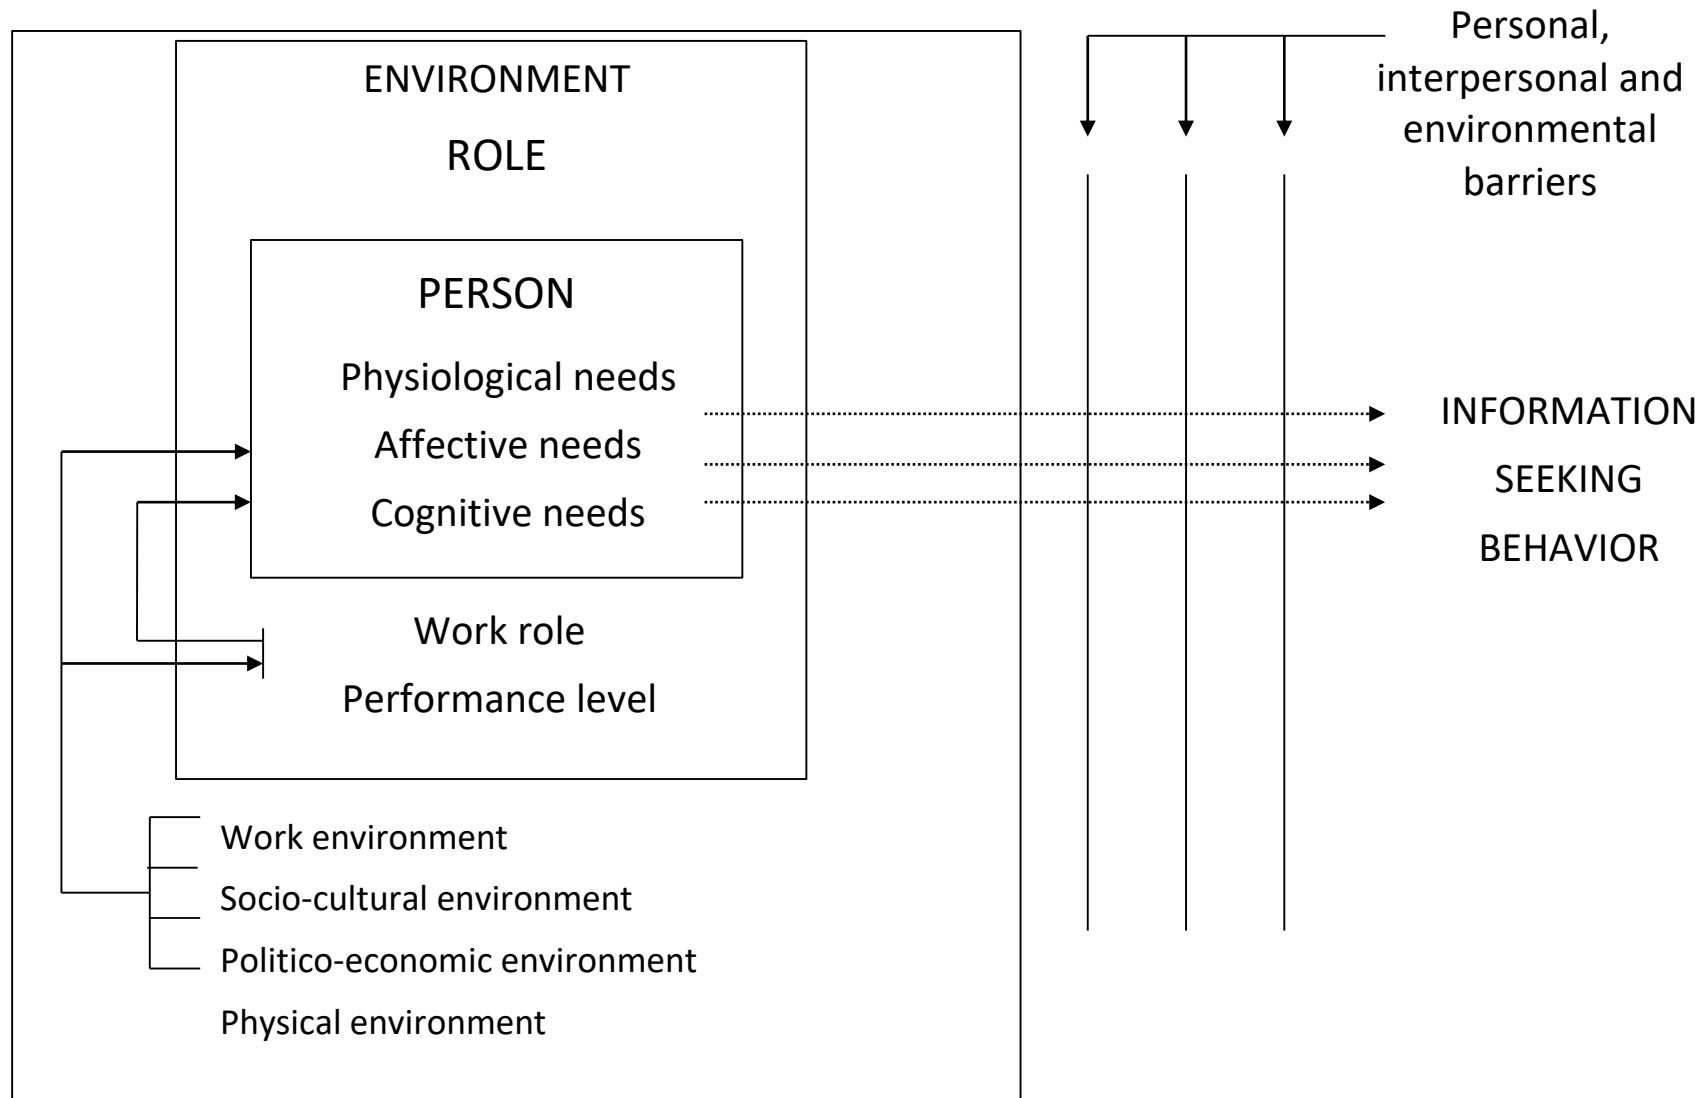 Personal,
interpersonal and
environmental
barriers
ENVIRONMENT
ROLE
PERSON
Physiological needs
Affective needs
Cognitive needs
INFORMATION
SEEKING
BEHAVIOR
Work role
Performance level
Work environment
Socio-cultural environment
Politico-economic environment
Physical environment